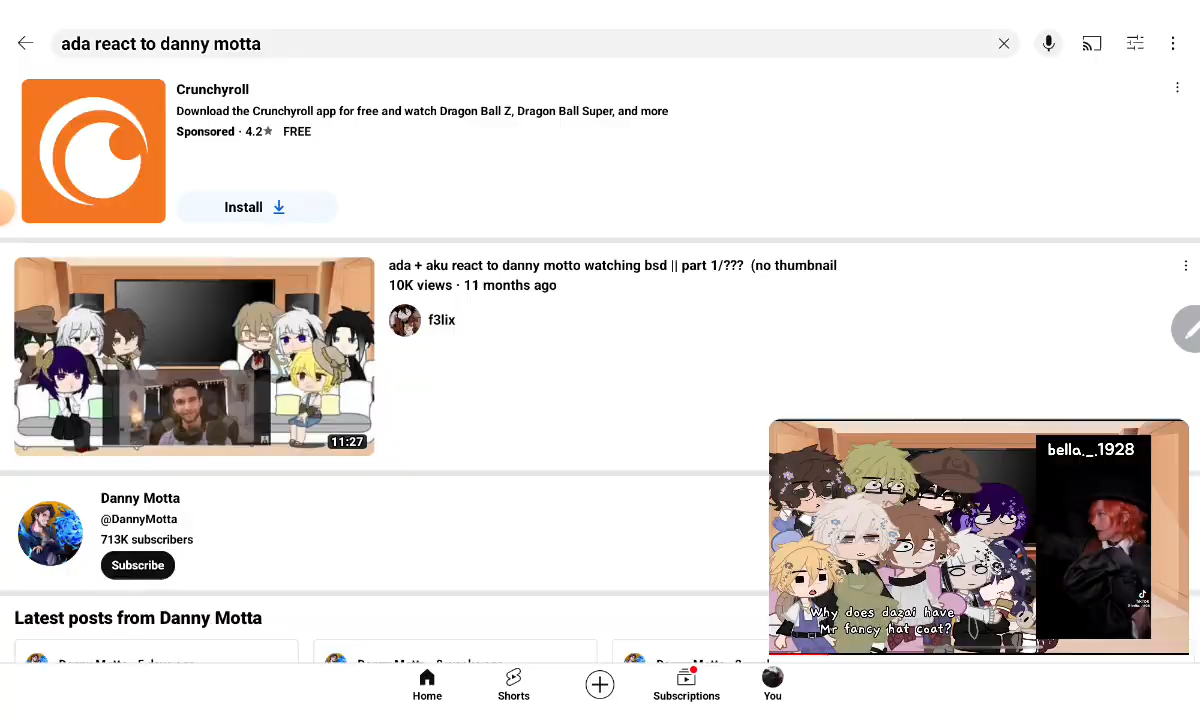 ada react to danny motta
Crunchyroll
Download the Crunchyroll app for free and watch Dragon Ball Z, Dragon Ball Super, and more
Sponsored · 4.2★ FREE
Install
ada + aku react to danny motto watching bsd || part 1/??? (no thumbnail
10K views · 11 months ago
f3lix
11:27
Danny Motta
@DannyMotta
713K subscribers
Subscribe
bella._.1928
Why does dazai have
Mr fancy hat coat?
Latest posts from Danny Motta
Home
Shorts
Subscriptions
You